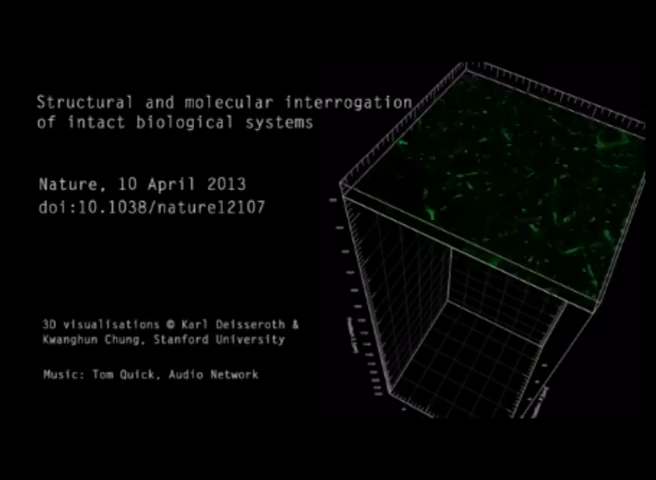 Structural and molecular interrogation
of intact biological systems
Nature, 10 April 2013
doi:10.1038/nature12107
3D visualisations © Karl Deisseroth &
Kwanghun Chung, Stanford University
Music: Tom Quick, Audio Network